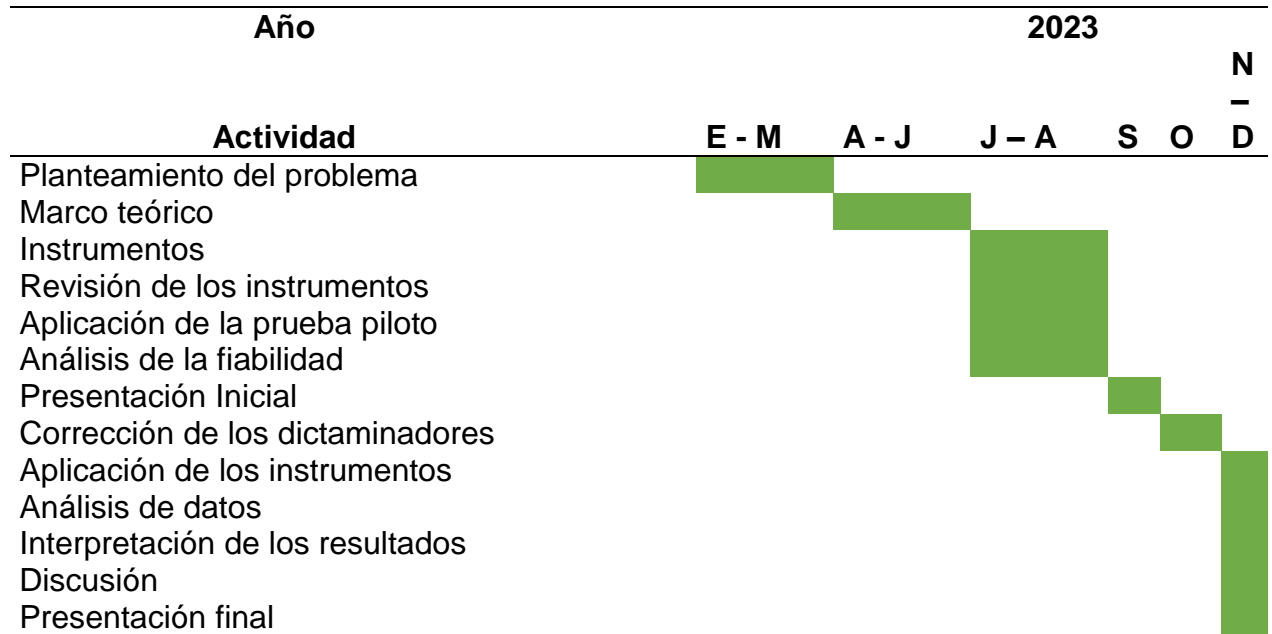 Año 2023
N
–
Actividad E - M A - J J – A S O D
Planteamiento del problema
Marco teórico
Instrumentos
Revisión de los instrumentos
Aplicación de la prueba piloto
Análisis de la fiabilidad
Presentación Inicial
Corrección de los dictaminadores
Aplicación de los instrumentos
Análisis de datos
Interpretación de los resultados
Discusión
Presentación final